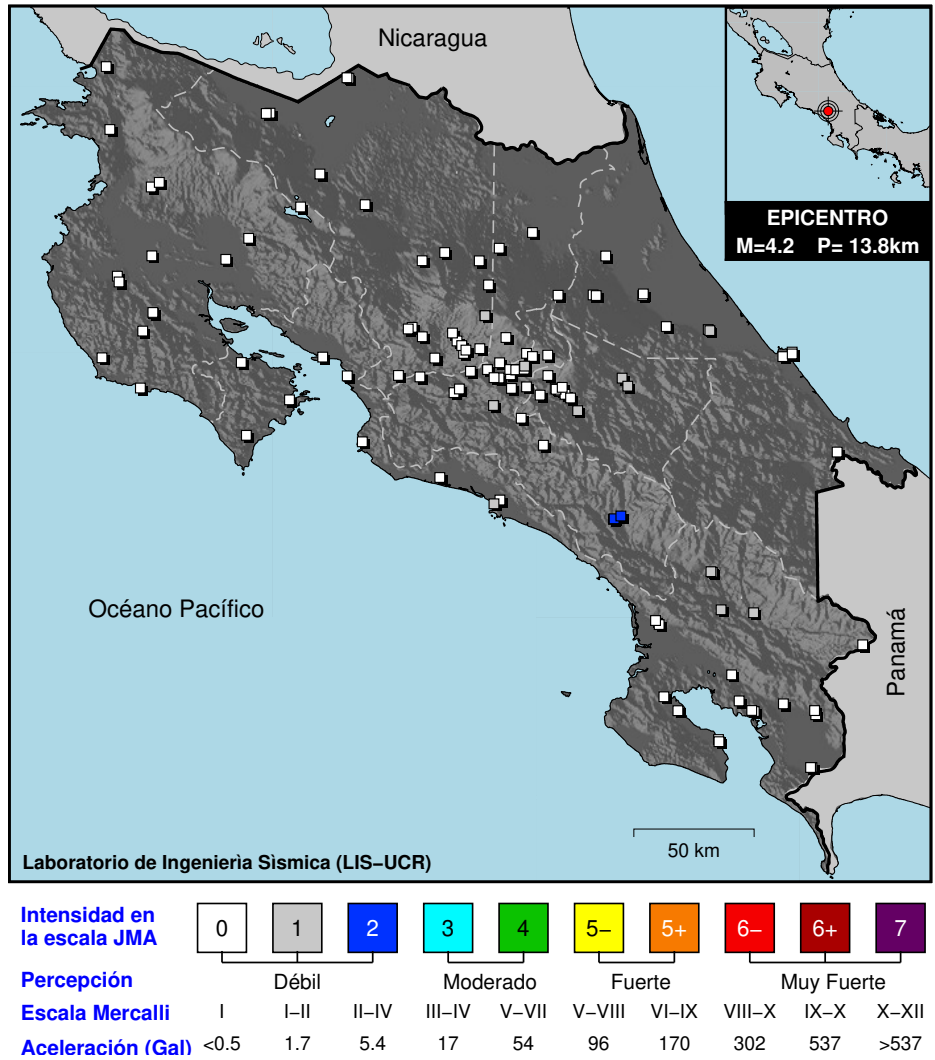 Nicaragua
EPICENTRO
M=4.2 P= 13.8km
Océano Pacífico
Panamá
50 km
Laboratorio de Ingenierìa Sìsmica (LIS−UCR)
Intensidad en
la escala JMA
0 1 2 3 4 5− 5+ 6− 6+ 7
Percepción Débil Moderado Fuerte Muy Fuerte
Escala Mercalli I I−II II−IV III−IV V−VII V−VIII VI−IX VIII−X IX−X X−XII
Aceleración (Gal) <0.5 1.7 5.4 17 54 96 170 302 537 >537